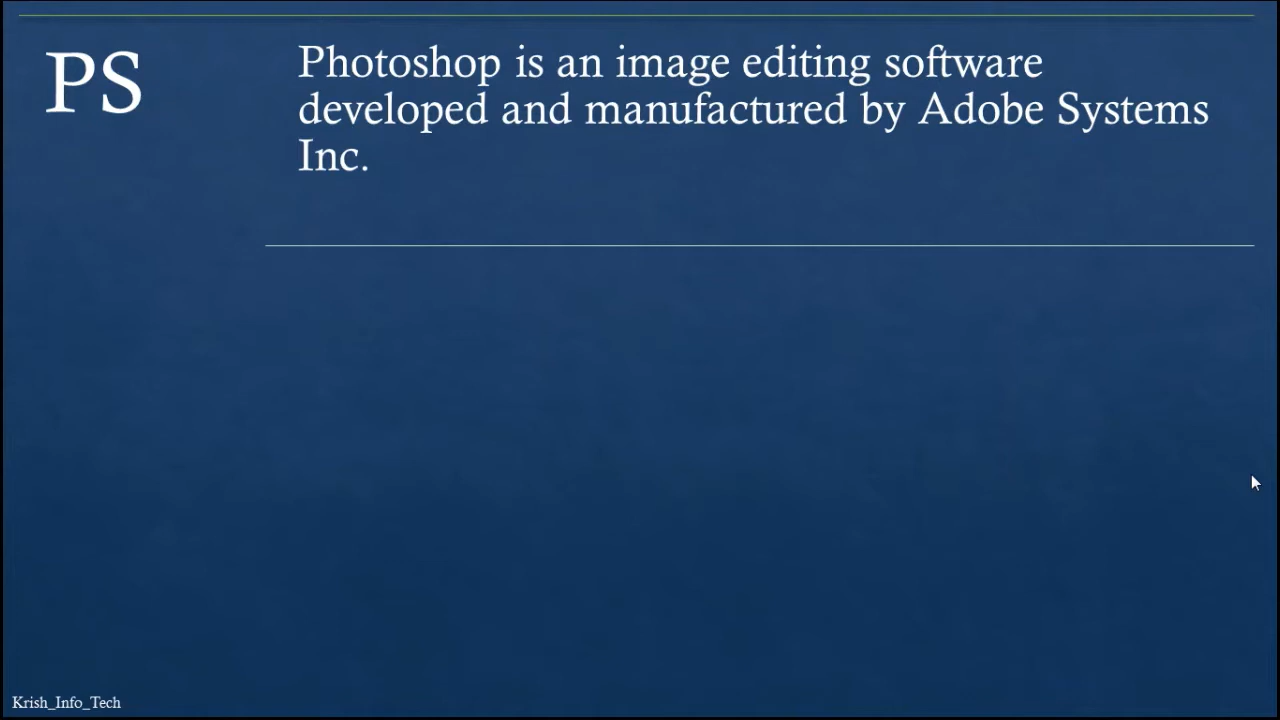 PS
Photoshop is an image editing software
developed and manufactured by Adobe Systems
Inc.
Krish_Info_Tech